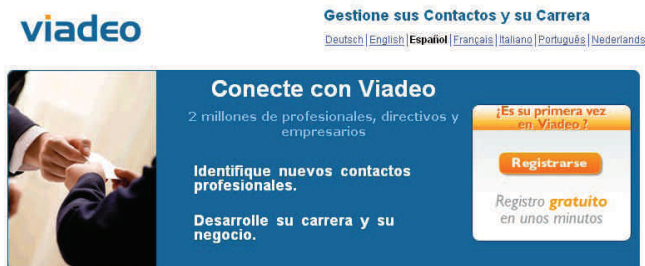 viadeo
Gestione sus Contactos y su Carrera
Deutsch | English | Español | Français | Italiano | Português | Nederlands
Conecte con Viadeo
2 millones de profesionales, directivos y
empresarios
Identifique nuevos contactos
profesionales.
Desarrolle su carrera y su
negocio.
¿Es su primera vez
en Viadeo ?
Registrarse
Registro gratuito
en unos minutos